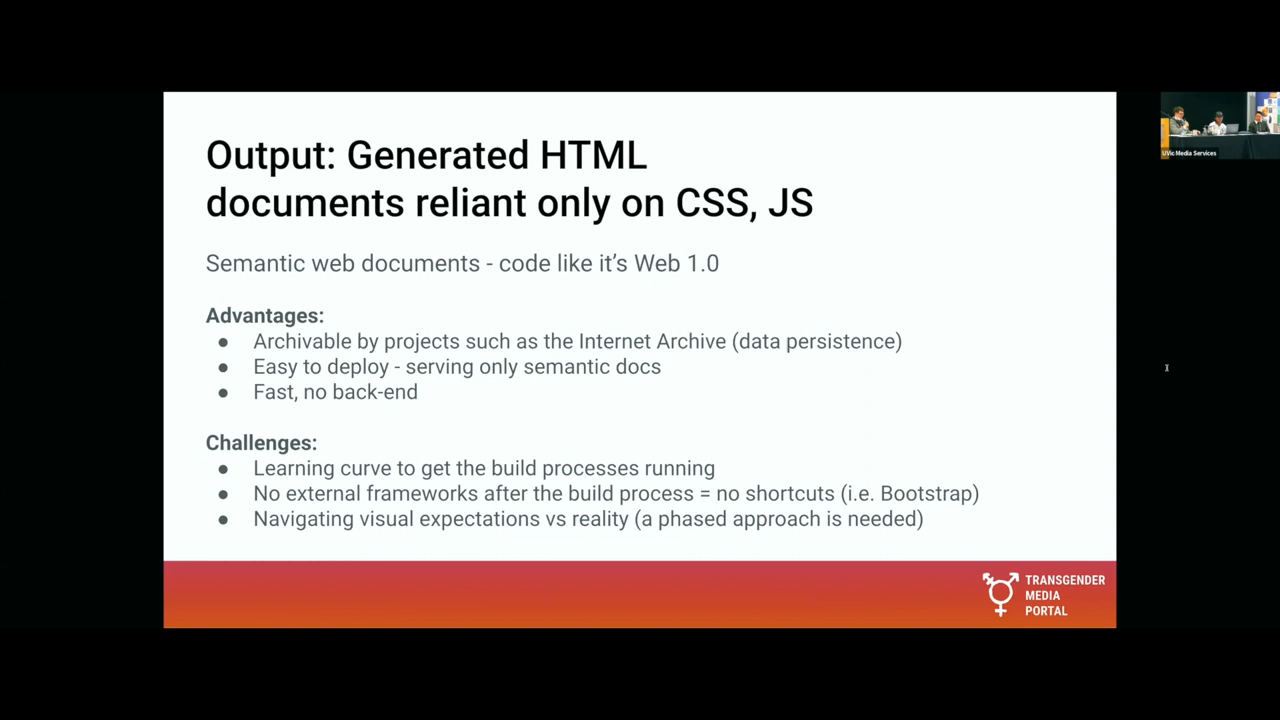 Output: Generated HTML
documents reliant only on CSS, JS
Semantic web documents - code like it's Web 1.0
Advantages:
● Archivable by projects such as the Internet Archive (data persistence)
● Easy to deploy - serving only semantic docs
● Fast, no back-end
Challenges:
● Learning curve to get the build processes running
● No external frameworks after the build process = no shortcuts (i.e. Bootstrap)
● Navigating visual expectations vs reality (a phased approach is needed)
TRANSGENDER
MEDIA
PORTAL
UVic Media Services